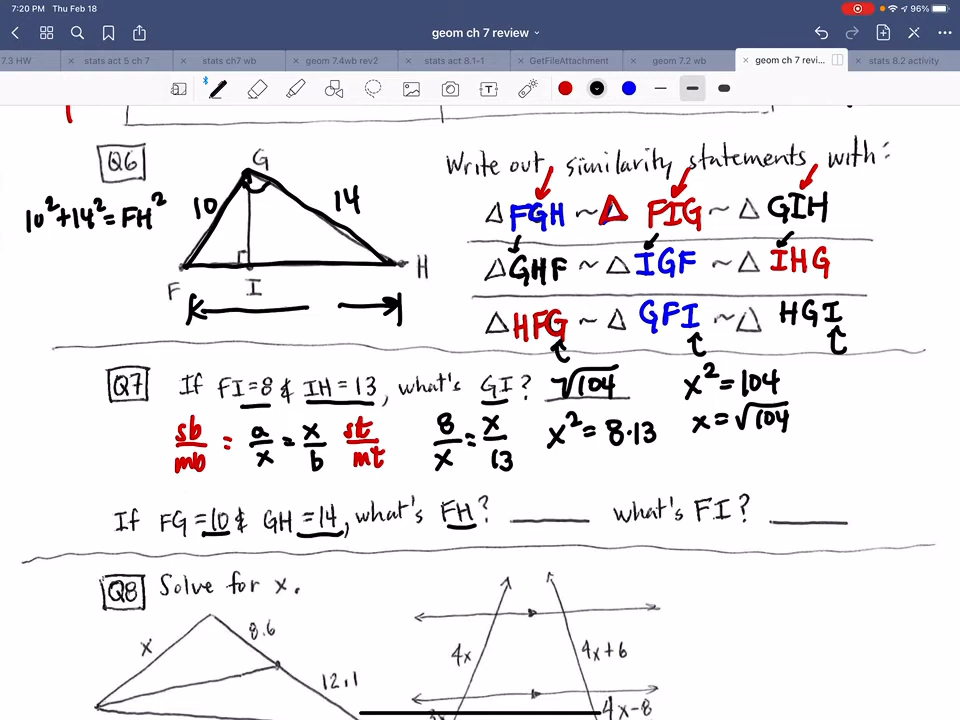 7:20 PM Thu Feb 18
96%
geom ch 7 review
7.3 HW
stats act 5 ch 7
stats ch7 wb
geom 7.4wb rev2
stats act 8.1-1
GetFileAttachment
geom 7.2 wb
geom ch 7 revi...
stats 8.2 activity
Q6
Write out similarity statements with:
G
10
14
10² + 14² = FH²
F
I
H
△ FGH ~ △ FIG ~ △ GIH
△ GHF ~ △ IGF ~ △ IHG
△ HFG ~ △ GFI ~ △ HGI
Q7 If FI = 8 & IH = 13, what's GI? √104
x² = 104
x = √104
sb/mb = a/x = x/b st/mt
8/x = x/13
x² = 8·13
If FG = 10 & GH = 14, what's FH? ______ what's FI? ______
Q8 Solve for x.
x
8.6
12.1
4x
4x+6
3x
4x-8